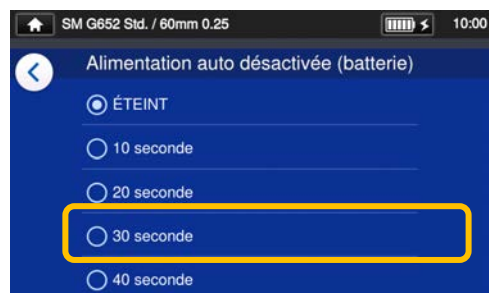 SM G652 Std. / 60mm 0.25 10:00
Alimentation auto désactivée (batterie)
ÉTEINT
10 seconde
20 seconde
30 seconde
40 seconde